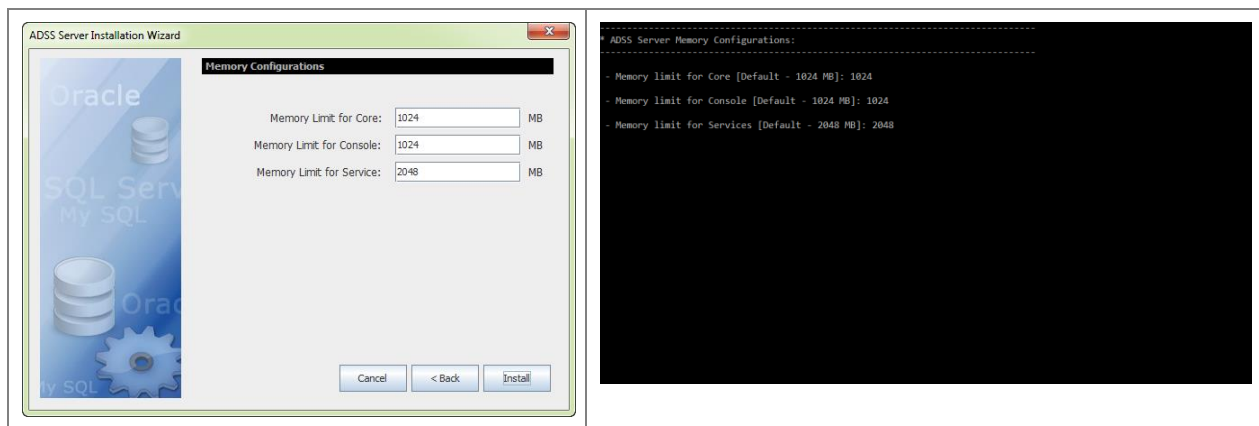 ADSS Server Installation Wizard
Memory Configurations
Oracle
SQL Serv
My SQL
Orac
My SQL
Memory Limit for Core: 1024 MB
Memory Limit for Console: 1024 MB
Memory Limit for Service: 2048 MB
Cancel < Back Install
--------------------------------------------------------------------------------
* ADSS Server Memory Configurations:
--------------------------------------------------------------------------------
- Memory limit for Core [Default - 1024 MB]: 1024
- Memory limit for Console [Default - 1024 MB]: 1024
- Memory limit for Services [Default - 2048 MB]: 2048